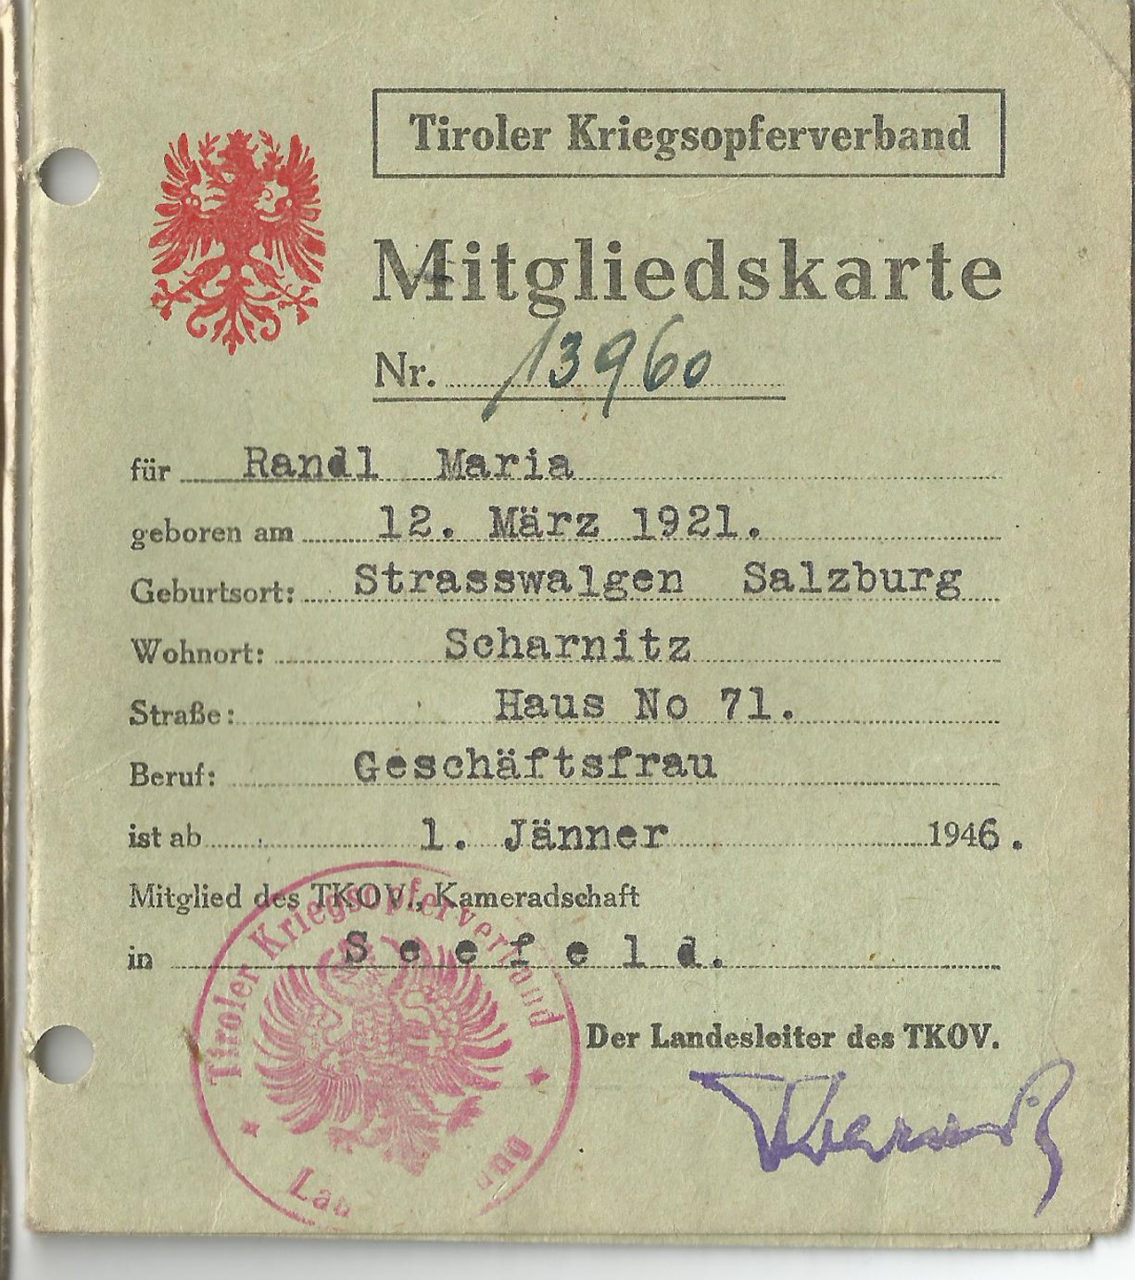 Tiroler Kriegsopferverband
Mitgliedskarte
Nr. 13960
für Randl Maria
geboren am 12. März 1921.
Geburtsort: Strasswalgen Salzburg
Wohnort: Scharnitz
Straße: Haus No 71.
Beruf: Geschäftsfrau
ist ab 1. Jänner 1946.
Mitglied des TKOV., Kameradschaft
in Seefeld.
Der Landesleiter des TKOV.
Tiroler Kriegsopferverband